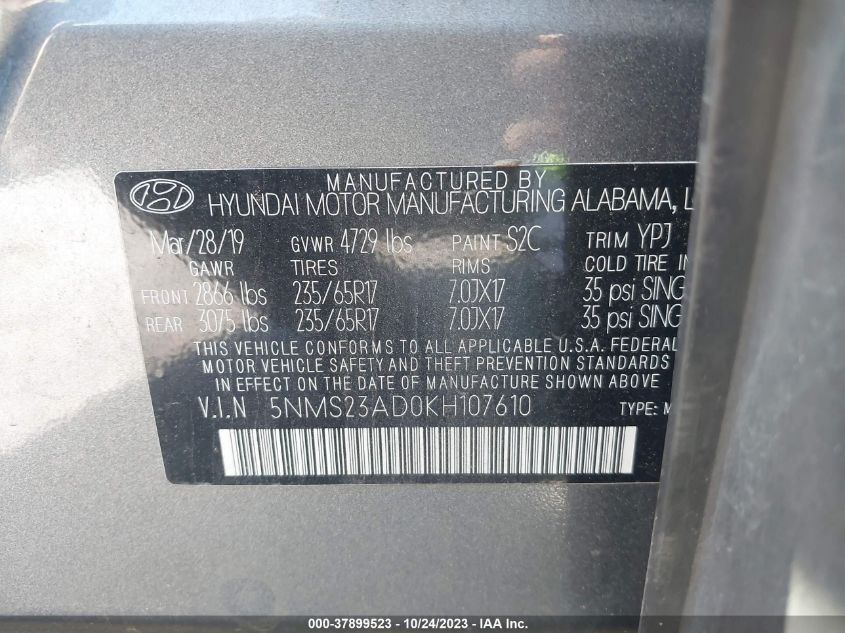 MANUFACTURED BY
HYUNDAI MOTOR MANUFACTURING ALABAMA, L
Mar/28/19 GVWR 4729 lbs PAINT S2C TRIM YPJ
GAWR TIRES RIMS COLD TIRE IN
FRONT 2866 lbs 235/65R17 7.0JX17 35 psi SING
REAR 3075 lbs 235/65R17 7.0JX17 35 psi SING
THIS VEHICLE CONFORMS TO ALL APPLICABLE U.S.A. FEDERAL
MOTOR VEHICLE SAFETY AND THEFT PREVENTION STANDARDS
IN EFFECT ON THE DATE OF MANUFACTURE SHOWN ABOVE
V.I.N 5NMS23AD0KH107610 TYPE: M
000-37899523 - 10/24/2023 - IAA Inc.